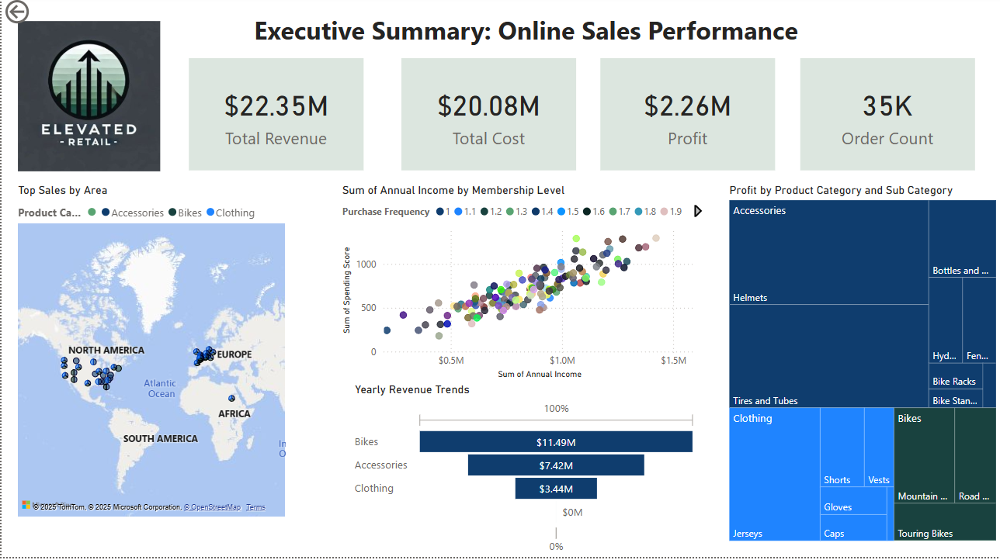 Executive Summary: Online Sales Performance
ELEVATED
- RETAIL -
$22.35M
Total Revenue
$20.08M
Total Cost
$2.26M
Profit
35K
Order Count
Top Sales by Area
Product Ca...
Accessories
Bikes
Clothing
NORTH AMERICA
EUROPE
Atlantic
Ocean
AFRICA
SOUTH AMERICA
In
O
© 2025 TomTom, © 2025 Microsoft Corporation, © OpenStreetMap Terms
Sum of Annual Income by Membership Level
Purchase Frequency 1 1.1 1.2 1.3 1.4 1.5 1.6 1.7 1.8 1.9
Sum of Spending Score
1000
500
0
$0.5M $1.0M $1.5M
Sum of Annual Income
Yearly Revenue Trends
100%
Bikes $11.49M
Accessories $7.42M
Clothing $3.44M
$0M
0%
Profit by Product Category and Sub Category
Accessories
Helmets
Bottles and ...
Tires and Tubes
Hyd...
Fen...
Bike Racks
Bike Stan...
Clothing
Jerseys
Shorts
Vests
Gloves
Caps
Bikes
Mountain ...
Road ...
Touring Bikes